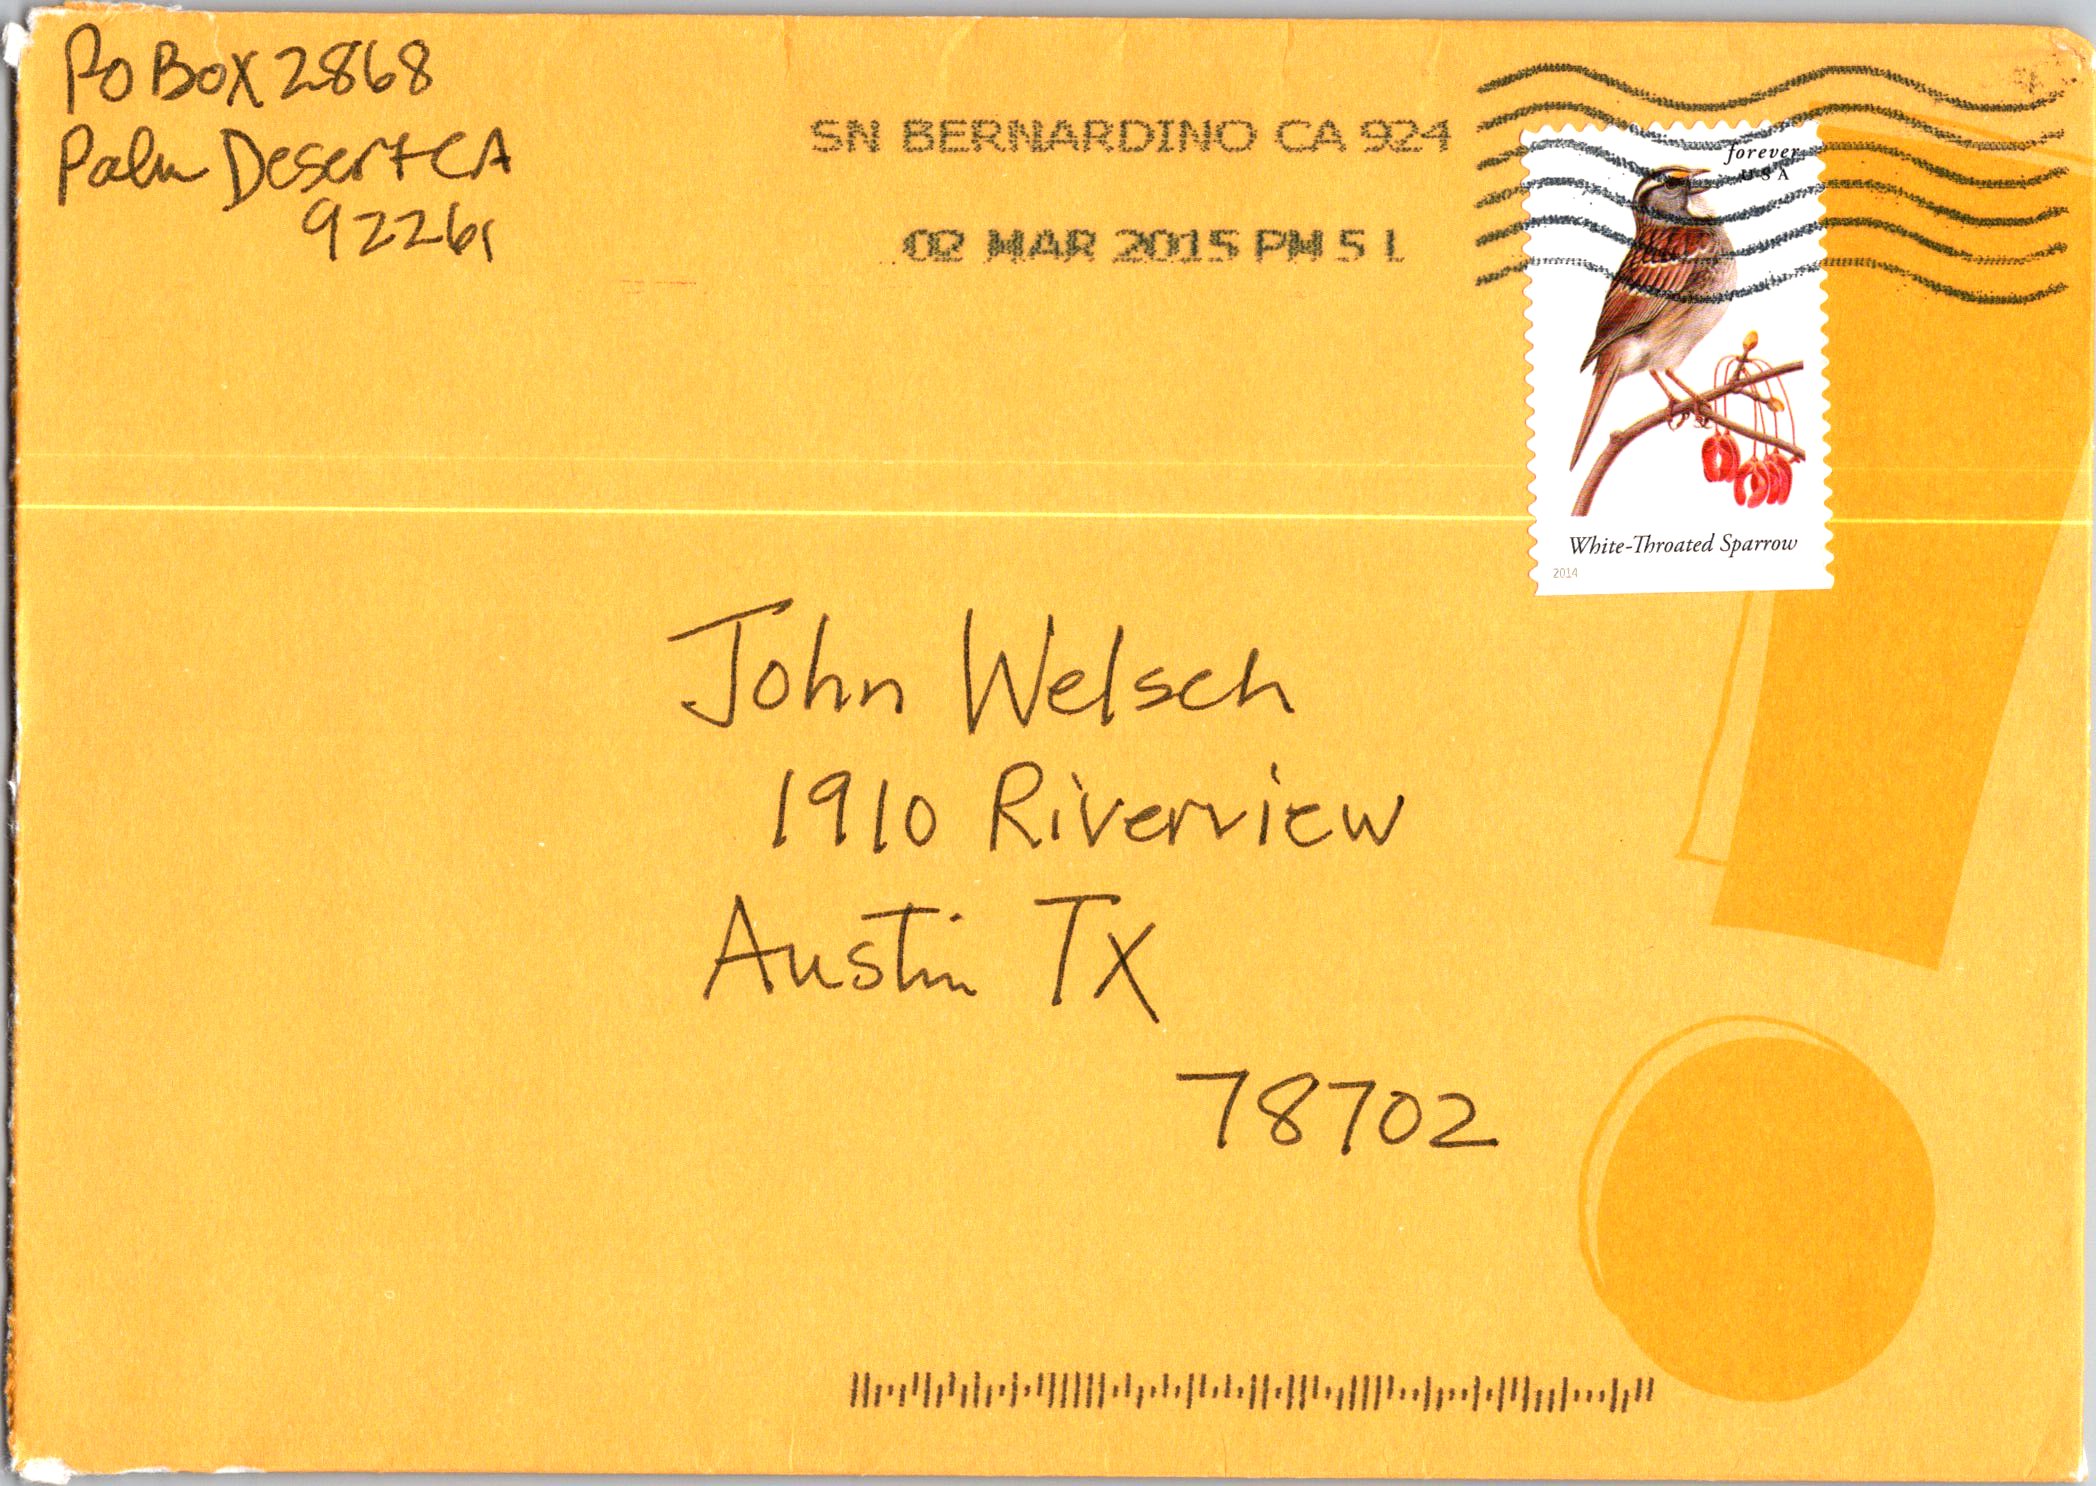 Po Box 2868
Palm Desert CA
92261
SN BERNARDINO CA 924
02 MAR 2015 PM 5 L
forever
USA
White-Throated Sparrow
2014
John Welsch
1910 Riverview
Austin TX
78702